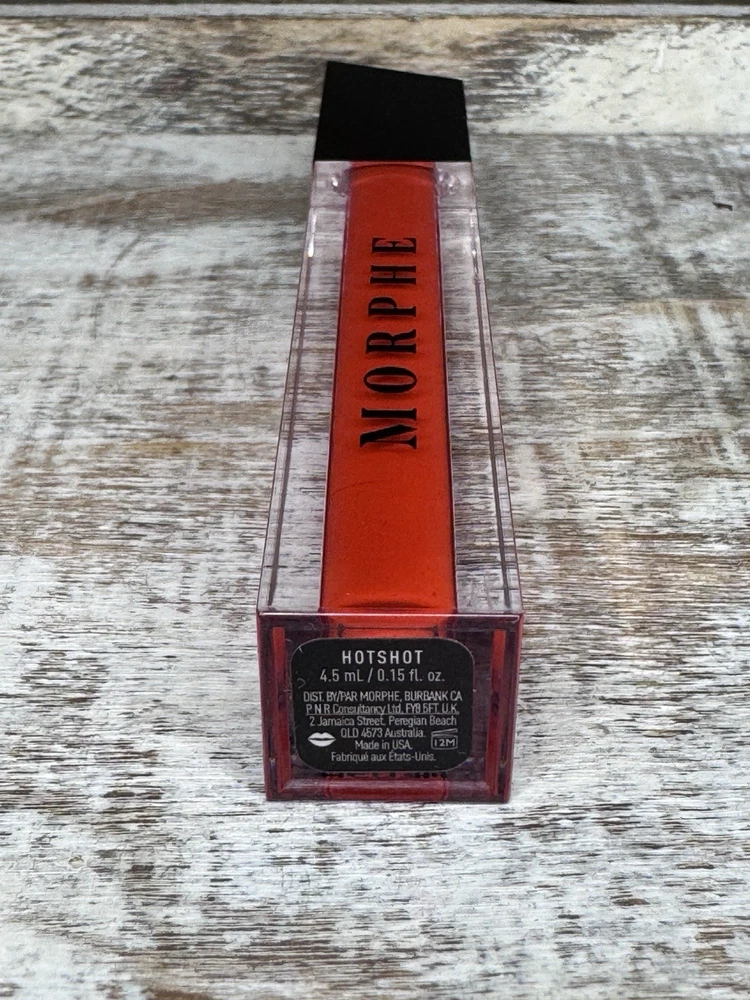 MORPHE
HOTSHOT
4.5 mL / 0.15 fl. oz.
DIST. BY/PAR MORPHE, BURBANK CA
P N R Consultancy Ltd, FY8 5FT U.K.
2 Jamaica Street, Peregian Beach
QLD 4573 Australia.
Made in USA.
12M
Fabriqué aux États-Unis.